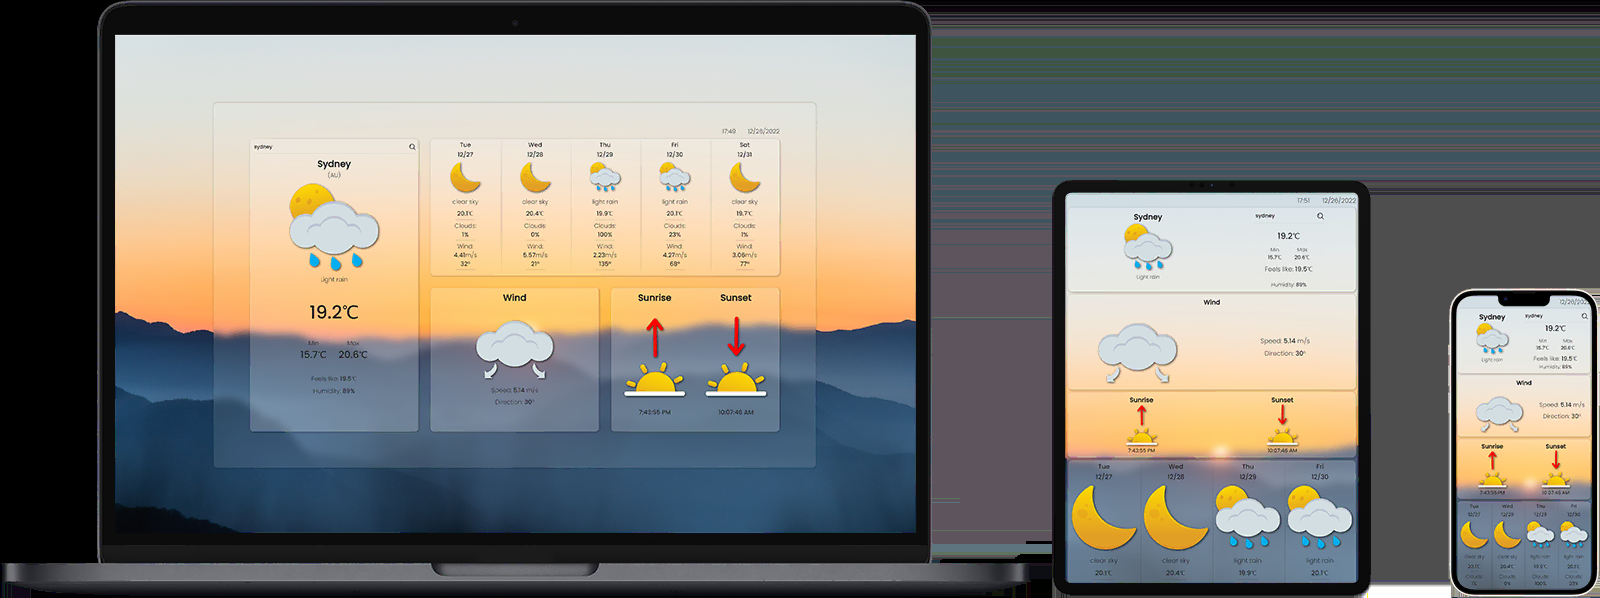 17:49 12/26/2022
sydney
Sydney
(AU)
light rain
19.2℃
Min Max
15.7℃ 20.6℃
Feels like: 19.5℃
Humidity: 89%
Tue Wed Thu Fri Sat
12/27 12/28 12/29 12/30 12/31
clear sky clear sky light rain light rain clear sky
20.1℃ 20.4℃ 19.9℃ 20.1℃ 19.7℃
Clouds: Clouds: Clouds: Clouds: Clouds:
1% 0% 100% 23% 1%
Wind: Wind: Wind: Wind: Wind:
4.41m/s 5.57m/s 2.23m/s 4.27m/s 3.06m/s
32° 21° 135° 68° 77°
Wind
Speed: 5.14 m/s
Direction: 30°
Sunrise Sunset
7:43:55 PM 10:07:46 AM
17:51 12/26/2022
Sydney sydney
light rain
19.2℃
Min Max
15.7℃ 20.6℃
Feels like: 19.5℃
Humidity: 89%
Wind
Speed: 5.14 m/s
Direction: 30°
Sunrise Sunset
7:43:55 PM 10:07:46 AM
Tue Wed Thu Fri
12/27 12/28 12/29 12/30
clear sky clear sky light rain light rain
20.1℃ 20.4℃ 19.9℃ 20.1℃
12/26/2022
Sydney sydney
light rain
19.2℃
Min Max
15.7℃ 20.6℃
Feels like: 19.5℃
Humidity: 89%
Wind
Speed: 5.14 m/s
Direction: 30°
Sunrise Sunset
7:43:55 PM 10:07:46 AM
Tue Wed Thu Fri
12/27 12/28 12/29 12/30
clear sky clear sky light rain light rain
20.1℃ 20.4℃ 19.9℃ 20.1℃
Clouds: Clouds: Clouds: Clouds:
1% 0% 100% 23%